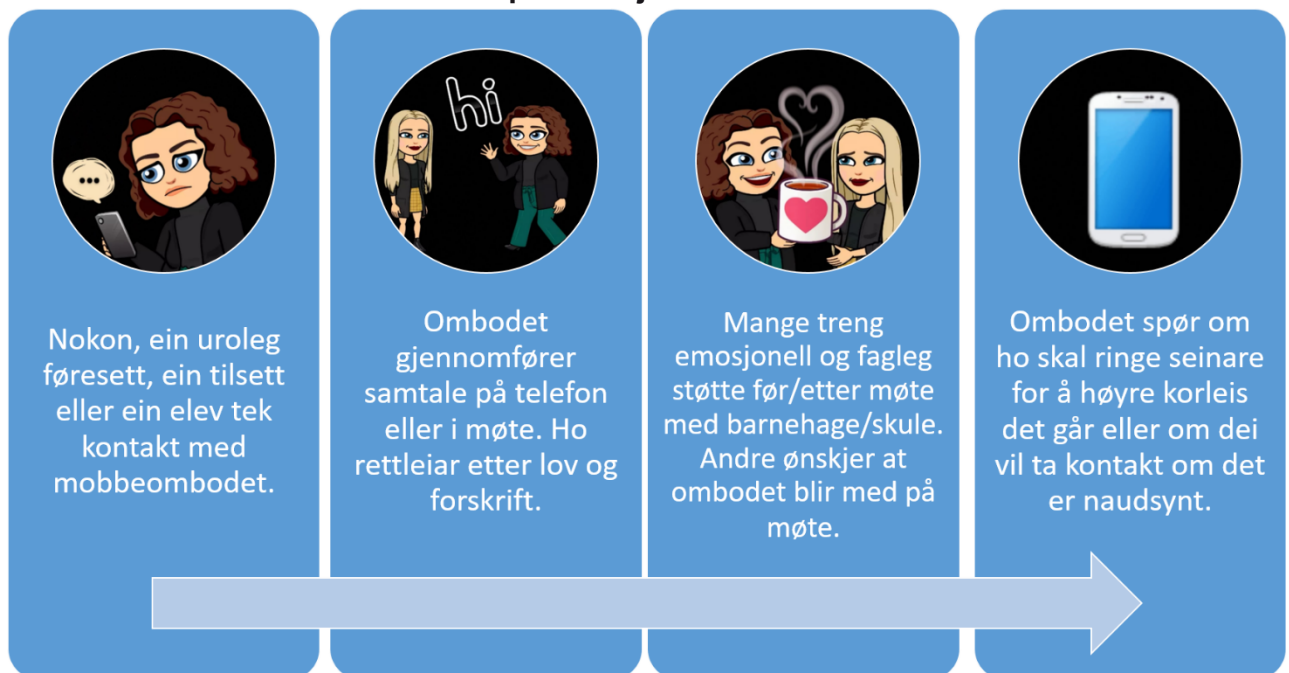 hi
Nokon, ein uroleg
føresett, ein tilsett
eller ein elev tek
kontakt med
mobbeombodet.
Ombodet
gjennomfører
samtale på telefon
eller i møte. Ho
rettleiar etter lov og
forskrift.
Mange treng
emosjonell og fagleg
støtte før/etter møte
med barnehage/skule.
Andre ønskjer at
ombodet blir med på
møte.
Ombodet spør om
ho skal ringe seinare
for å høyre korleis
det går eller om dei
vil ta kontakt om det
er naudsynt.